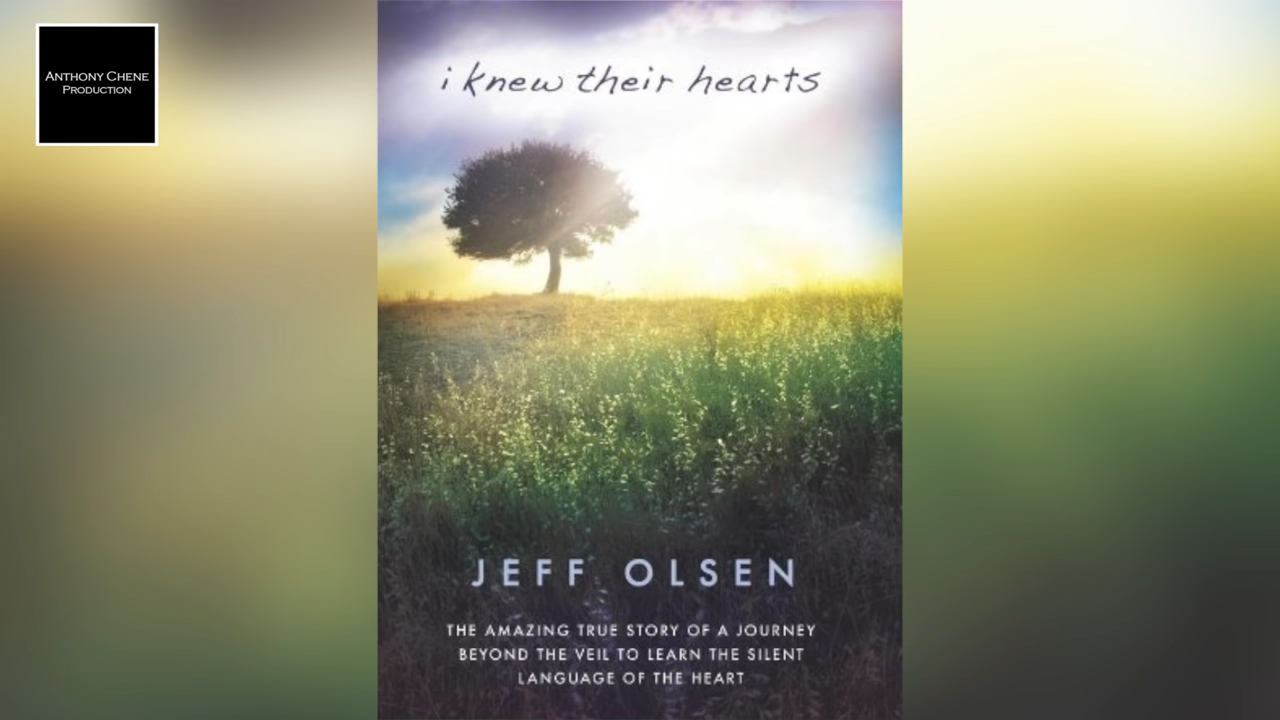 ANTHONY CHENE
PRODUCTION
i knew their hearts
JEFF OLSEN
THE AMAZING TRUE STORY OF A JOURNEY
BEYOND THE VEIL TO LEARN THE SILENT
LANGUAGE OF THE HEART